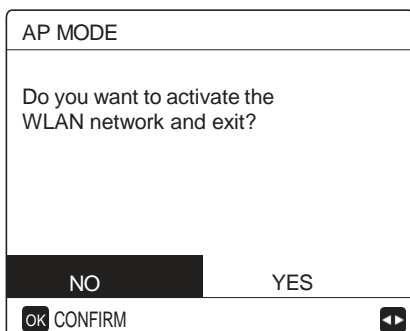 AP MODE
Do you want to activate the
WLAN network and exit?
NO YES
OK CONFIRM